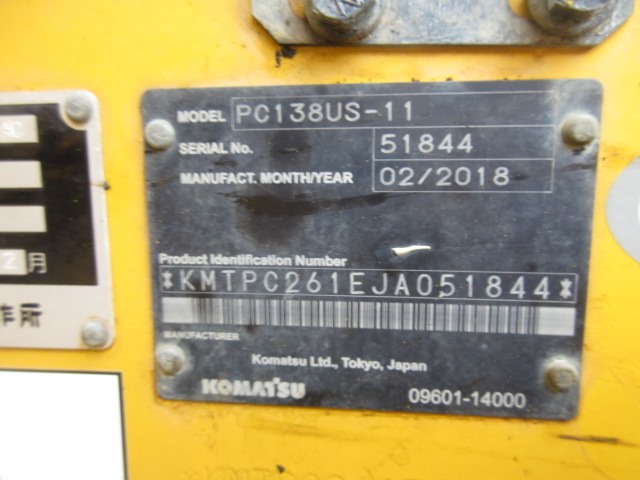 MODEL PC138US-11
SERIAL No. 51844
MANUFACT. MONTH/YEAR 02/2018
Product Identification Number
*KMTPC261EJA051844*
MANUFACTURER
Komatsu Ltd., Tokyo, Japan
KOMATSU
09601-14000
2月
作所